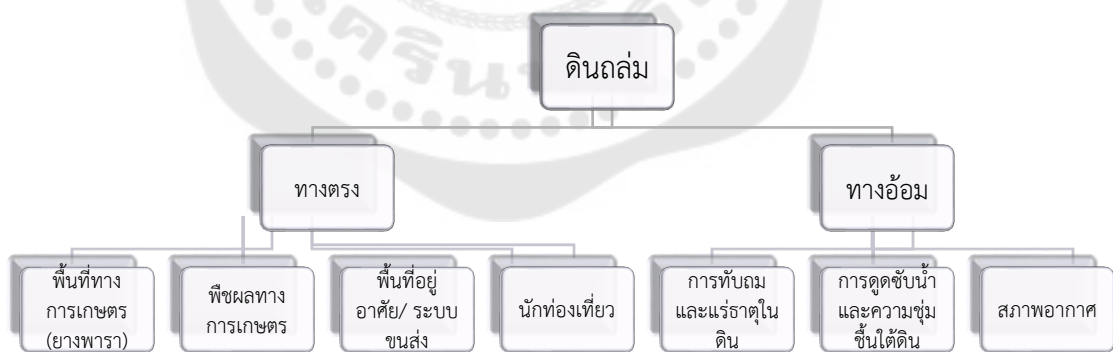 ดินถล่ม
ทางตรง
ทางอ้อม
พื้นที่ทาง
การเกษตร
(ยางพารา)
พืชผลทาง
การเกษตร
พื้นที่อยู่
อาศัย/ ระบบ
ขนส่ง
นักท่องเที่ยว
การทับถม
และแร่ธาตุใน
ดิน
การดูดซับน้ำ
และความชุ่ม
ชื้นใต้ดิน
สภาพอากาศ